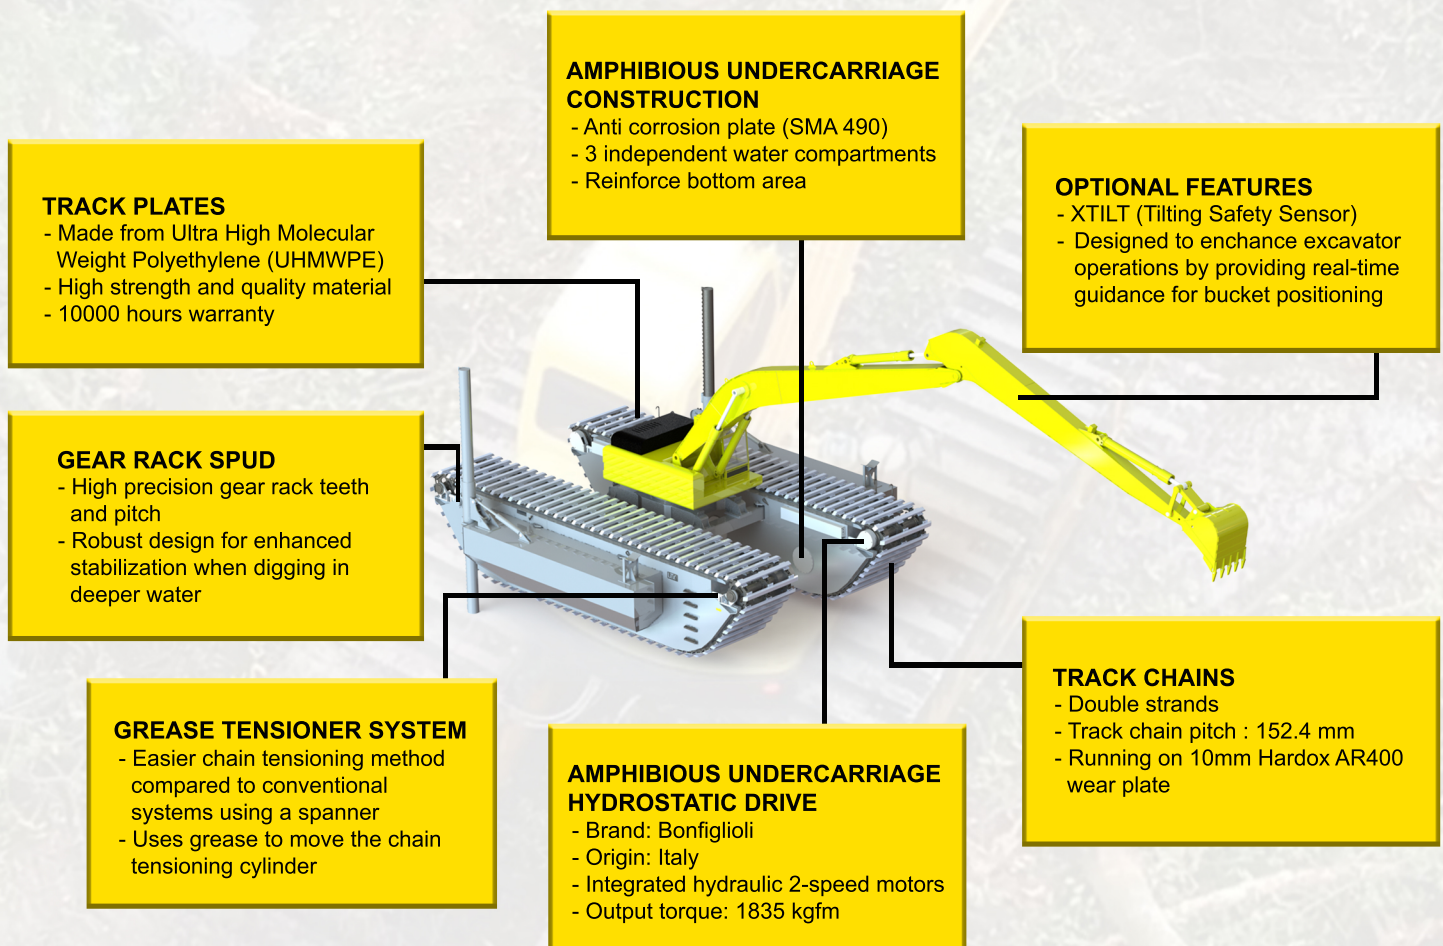 AMPHIBIOUS UNDERCARRIAGE
CONSTRUCTION
- Anti corrosion plate (SMA 490)
- 3 independent water compartments
- Reinforce bottom area
TRACK PLATES
- Made from Ultra High Molecular
Weight Polyethylene (UHMWPE)
- High strength and quality material
- 10000 hours warranty
OPTIONAL FEATURES
- XTILT (Tilting Safety Sensor)
- Designed to enchance excavator
operations by providing real-time
guidance for bucket positioning
GEAR RACK SPUD
- High precision gear rack teeth
and pitch
- Robust design for enhanced
stabilization when digging in
deeper water
GREASE TENSIONER SYSTEM
- Easier chain tensioning method
compared to conventional
systems using a spanner
- Uses grease to move the chain
tensioning cylinder
AMPHIBIOUS UNDERCARRIAGE
HYDROSTATIC DRIVE
- Brand: Bonfiglioli
- Origin: Italy
- Integrated hydraulic 2-speed motors
- Output torque: 1835 kgfm
TRACK CHAINS
- Double strands
- Track chain pitch : 152.4 mm
- Running on 10mm Hardox AR400
wear plate